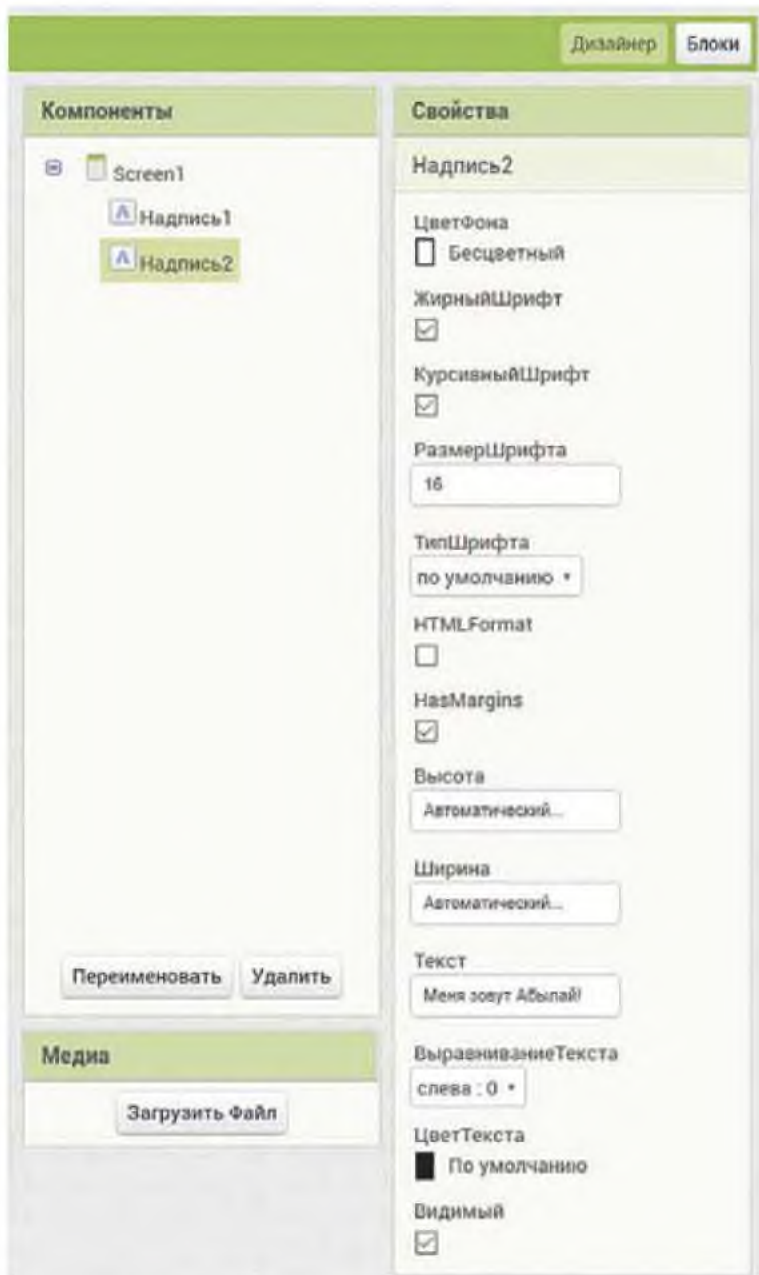 Дизайнер Блоки
Компоненты
Screen1
Надпись1
Надпись2
Переименовать Удалить
Медиа
Загрузить Файл
Свойства
Надпись2
ЦветФона
Бесцветный
ЖирныйШрифт
КурсивныйШрифт
РазмерШрифта
16
ТипШрифта
по умолчанию
HTMLFormat
HasMargins
Высота
Автоматический...
Ширина
Автоматический...
Текст
Меня зовут Абылай!
ВыравниваниеТекста
слева : 0
ЦветТекста
По умолчанию
Видимый